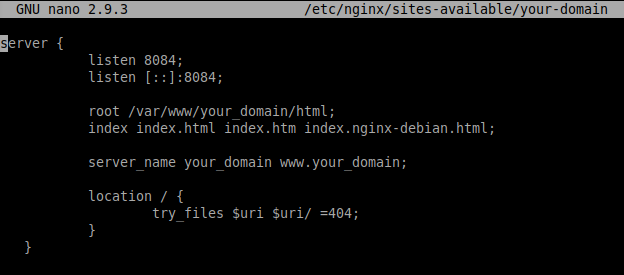 GNU nano 2.9.3 /etc/nginx/sites-available/your-domain
server {
listen 8084;
listen [::]:8084;
root /var/www/your_domain/html;
index index.html index.htm index.nginx-debian.html;
server_name your_domain www.your_domain;
location / {
try_files $uri $uri/ =404;
}
}